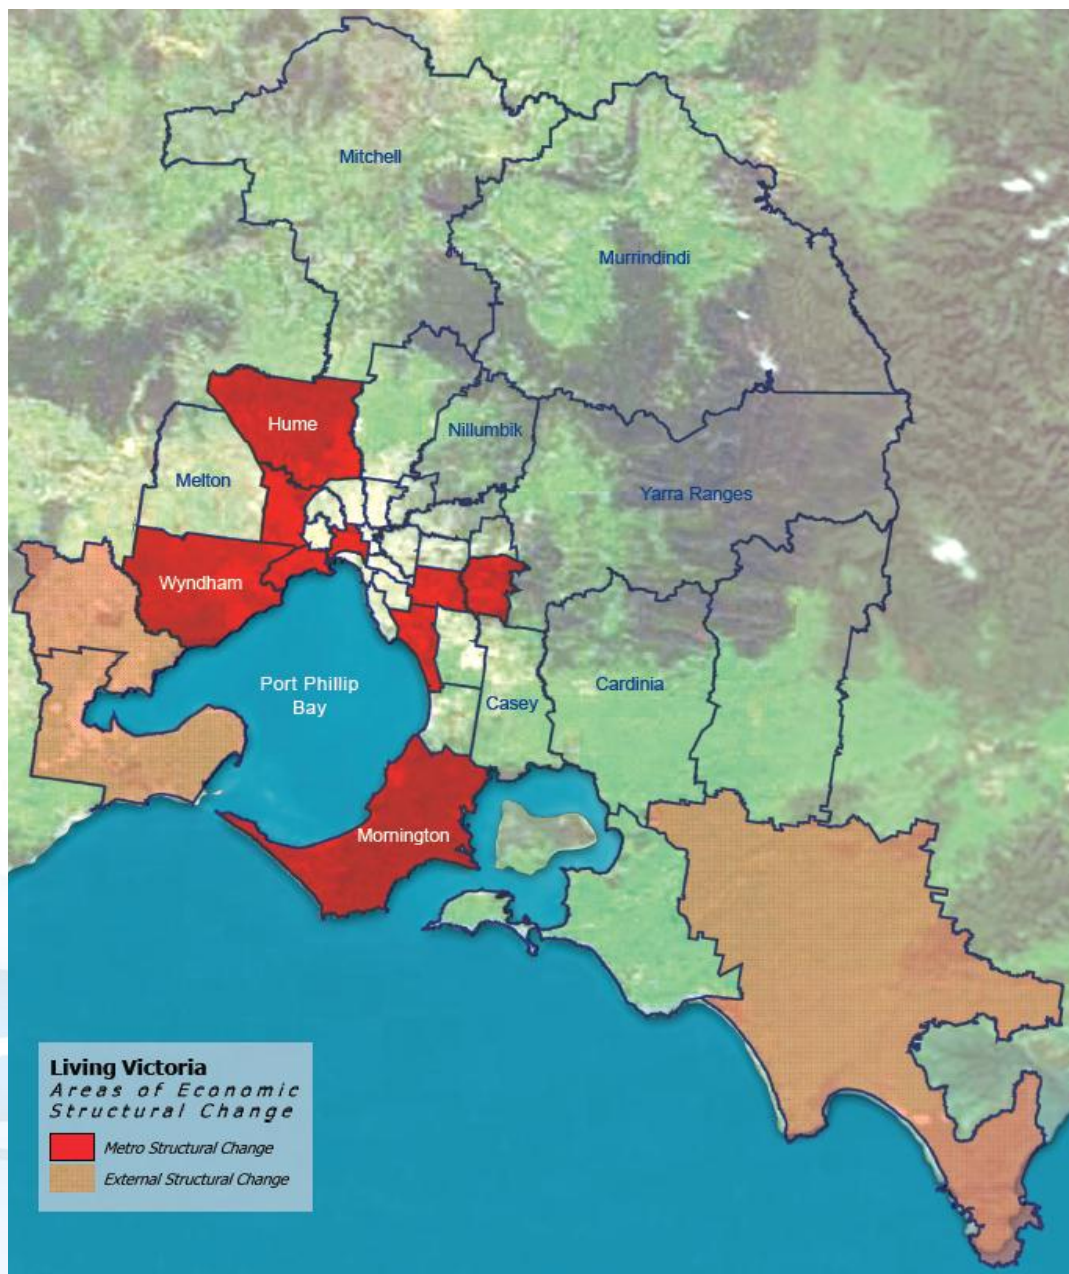 Mitchell
Murrindindi
Hume
Nillumbik
Melton
Yarra Ranges
Wyndham
Port Phillip
Bay
Cardinia
Casey
Mornington
Living Victoria
Areas of Economic
Structural Change
Metro Structural Change
External Structural Change